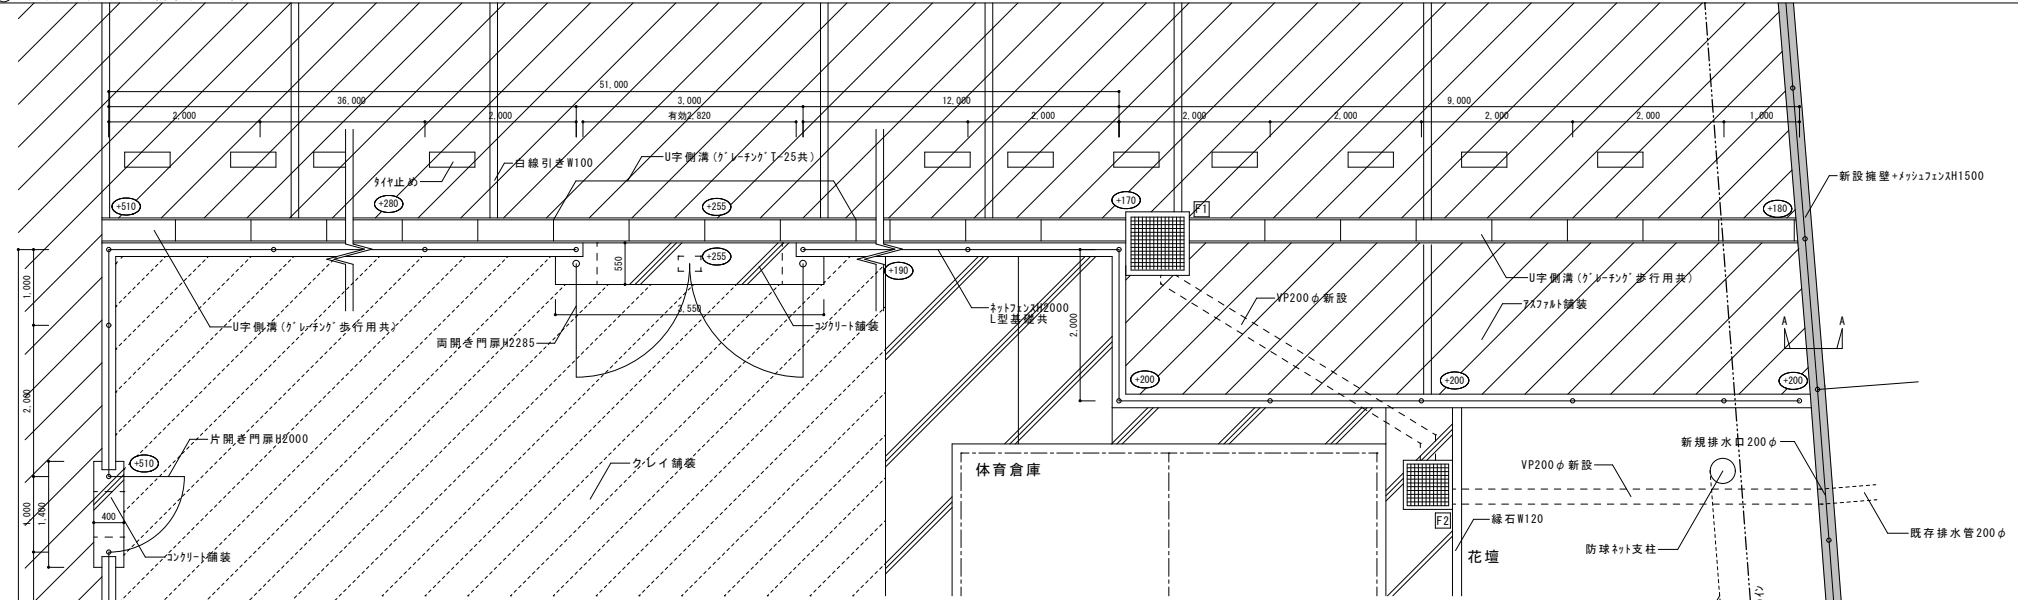 51,000
36,000
3,000
12,000
9,000
2,000
2,000
有効2,820
2,000
2,000
2,000
2,000
2,000
1,000
タイヤ止め
白線引きW100
U字側溝(グレーチングT-25共)
新設擁壁+メッシュフェンスH1500
+510
+280
+255
+170
F1
+180
550
+255
+190
1,000
3,550
U字側溝(グレーチング歩行用共)
両開き門扉H2285
コンクリート舗装
ネットフェンスH2000
L型基礎共
2,000
VP200φ新設
U字側溝(グレーチング歩行用共)
アスファルト舗装
A
A
+200
+200
+200
2,000
片開き門扉H2000
+510
クレイ舗装
体育倉庫
新規排水口200φ
VP200φ新設
1,000
1,400
400
コンクリート舗装
F2
縁石W120
花壇
防球ネット支柱
既存排水管200φ